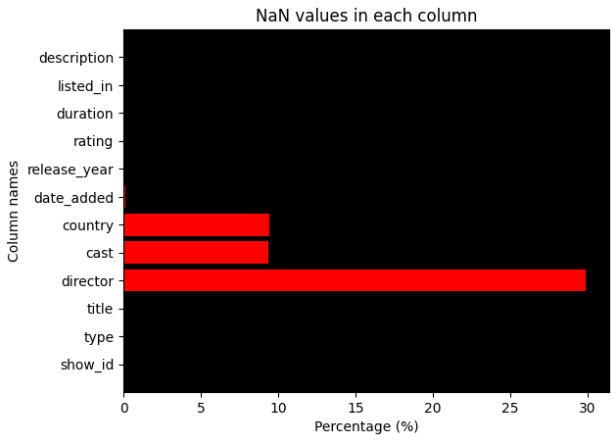 NaN values in each column
description
listed_in
duration
rating
release_year
date_added
country
cast
director
title
type
show_id
Column names
0 5 10 15 20 25 30
Percentage (%)